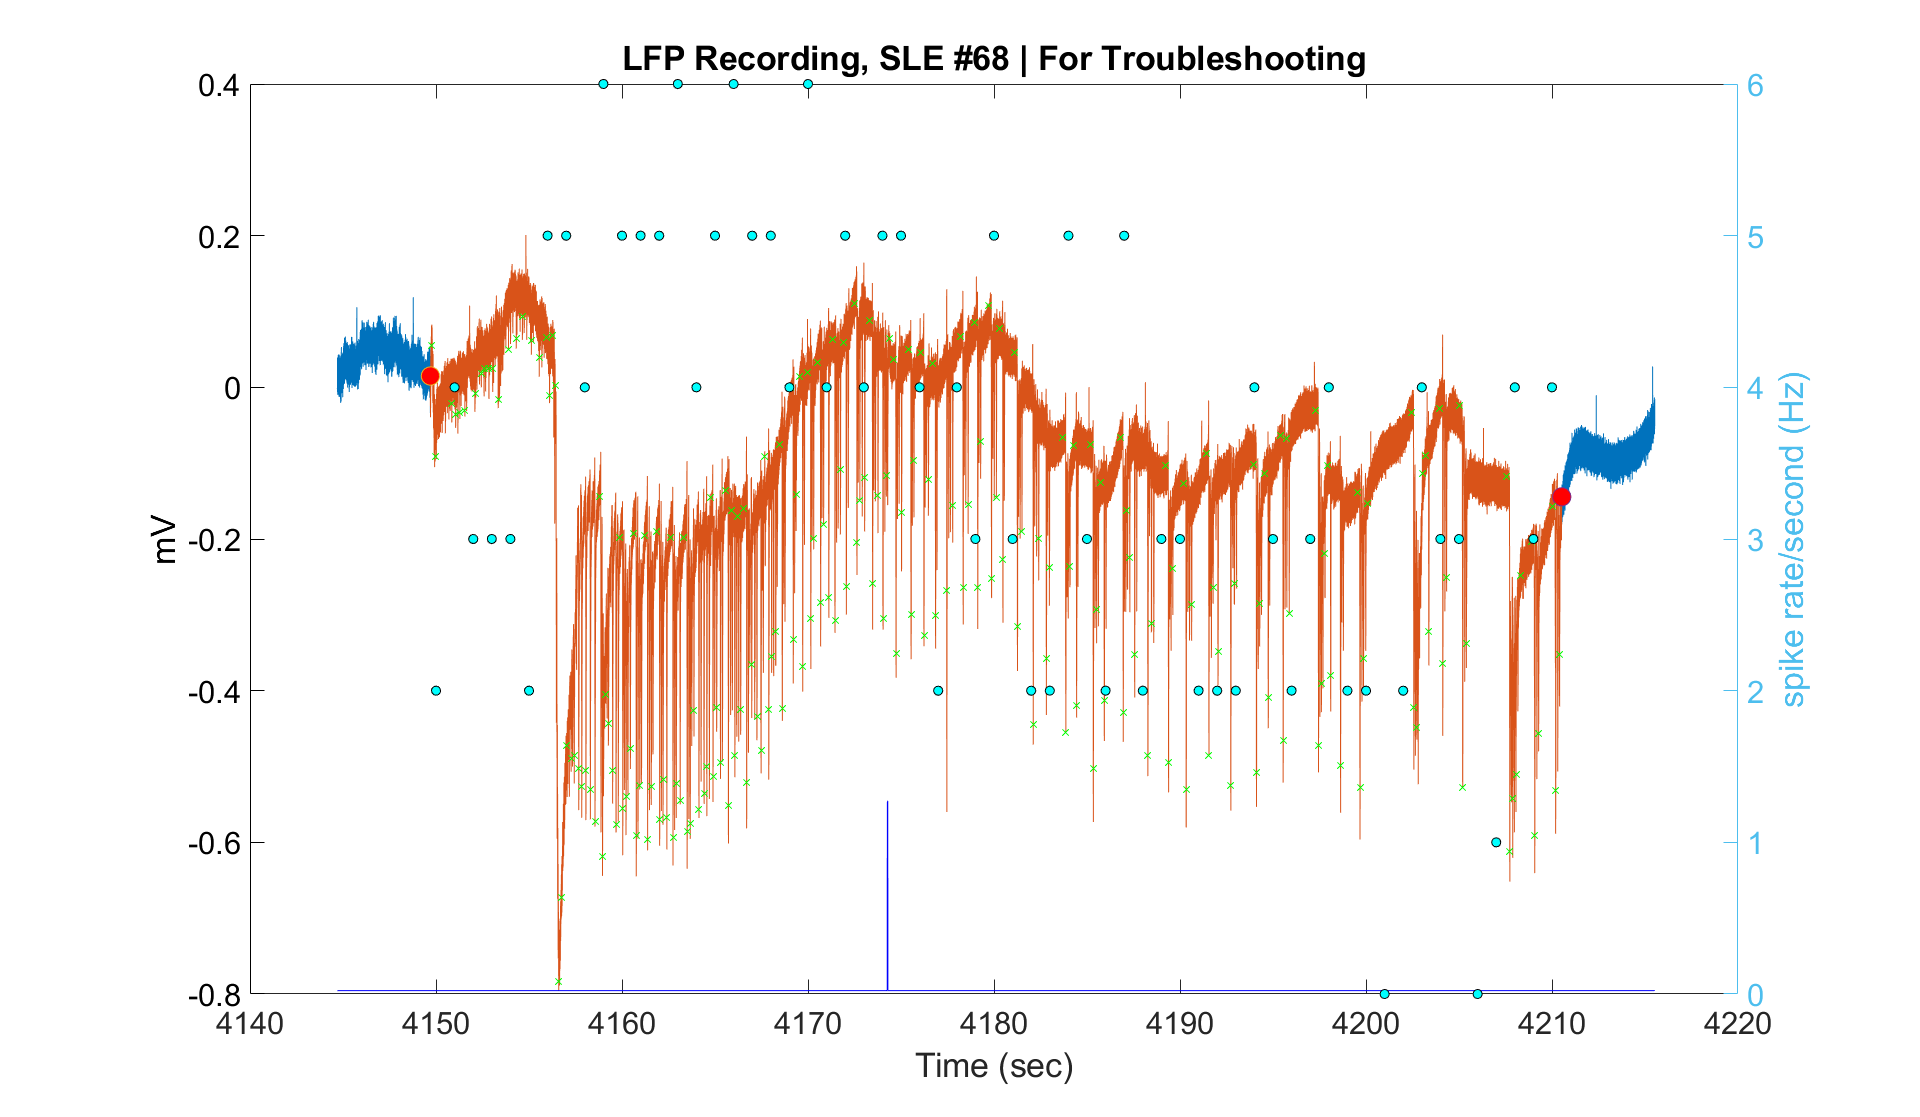 LFP Recording, SLE #68 | For Troubleshooting
0.4
0.2
0
-0.2
-0.4
-0.6
-0.8
mV
6
5
4
3
2
1
0
spike rate/second (Hz)
4140 4150 4160 4170 4180 4190 4200 4210 4220
Time (sec)